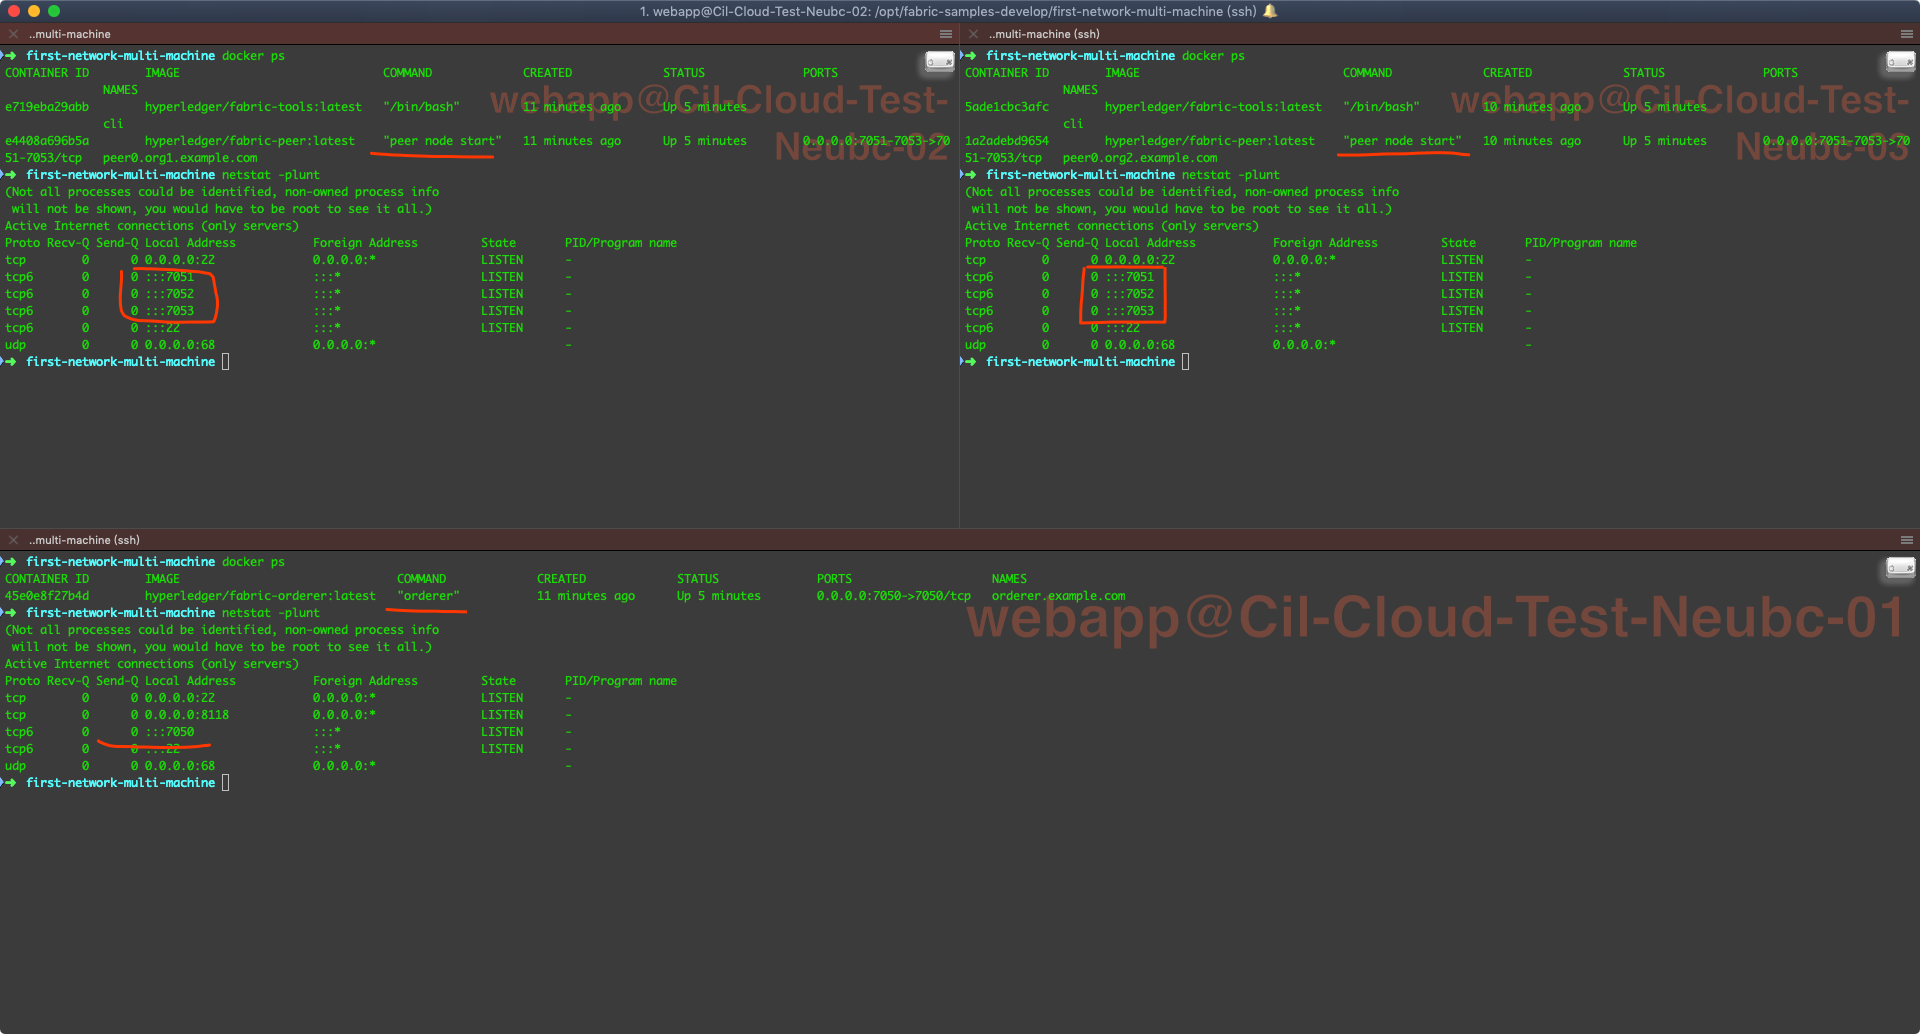 1. webapp@Cil-Cloud-Test-Neubc-02: /opt/fabric-samples-develop/first-network-multi-machine (ssh)
..multi-machine
first-network-multi-machine docker ps
CONTAINER ID IMAGE COMMAND CREATED STATUS PORTS
NAMES
e719eba29abb hyperledger/fabric-tools:latest "/bin/bash" 11 minutes ago Up 5 minutes
cli
e4408a696b5a hyperledger/fabric-peer:latest "peer node start" 11 minutes ago Up 5 minutes 0.0.0.0:7051-7053->70
51-7053/tcp peer0.org1.example.com
first-network-multi-machine netstat -plunt
(Not all processes could be identified, non-owned process info
will not be shown, you would have to be root to see it all.)
Active Internet connections (only servers)
Proto Recv-Q Send-Q Local Address Foreign Address State PID/Program name
tcp 0 0 0.0.0.0:22 0.0.0.0:* LISTEN -
tcp6 0 0 :::7051 :::* LISTEN -
tcp6 0 0 :::7052 :::* LISTEN -
tcp6 0 0 :::7053 :::* LISTEN -
tcp6 0 0 :::22 :::* LISTEN -
udp 0 0 0.0.0.0:68 0.0.0.0:* -
first-network-multi-machine
webapp@Cil-Cloud-Test-
Neubc-02
..multi-machine (ssh)
first-network-multi-machine docker ps
CONTAINER ID IMAGE COMMAND CREATED STATUS PORTS
NAMES
5ade1cbc3afc hyperledger/fabric-tools:latest "/bin/bash" 10 minutes ago Up 5 minutes
cli
1a2adebd9654 hyperledger/fabric-peer:latest "peer node start" 10 minutes ago Up 5 minutes 0.0.0.0:7051-7053->70
51-7053/tcp peer0.org2.example.com
first-network-multi-machine netstat -plunt
(Not all processes could be identified, non-owned process info
will not be shown, you would have to be root to see it all.)
Active Internet connections (only servers)
Proto Recv-Q Send-Q Local Address Foreign Address State PID/Program name
tcp 0 0 0.0.0.0:22 0.0.0.0:* LISTEN -
tcp6 0 0 :::7051 :::* LISTEN -
tcp6 0 0 :::7052 :::* LISTEN -
tcp6 0 0 :::7053 :::* LISTEN -
tcp6 0 0 :::22 :::* LISTEN -
udp 0 0 0.0.0.0:68 0.0.0.0:* -
first-network-multi-machine
webapp@Cil-Cloud-Test-
Neubc-03
..multi-machine (ssh)
first-network-multi-machine docker ps
CONTAINER ID IMAGE COMMAND CREATED STATUS PORTS NAMES
45e0e8f27b4d hyperledger/fabric-orderer:latest "orderer" 11 minutes ago Up 5 minutes 0.0.0.0:7050->7050/tcp orderer.example.com
first-network-multi-machine netstat -plunt
(Not all processes could be identified, non-owned process info
will not be shown, you would have to be root to see it all.)
Active Internet connections (only servers)
Proto Recv-Q Send-Q Local Address Foreign Address State PID/Program name
tcp 0 0 0.0.0.0:22 0.0.0.0:* LISTEN -
tcp 0 0 0.0.0.0:8118 0.0.0.0:* LISTEN -
tcp6 0 0 :::7050 :::* LISTEN -
tcp6 0 0 :::22 :::* LISTEN -
udp 0 0 0.0.0.0:68 0.0.0.0:* -
first-network-multi-machine
webapp@Cil-Cloud-Test-Neubc-01